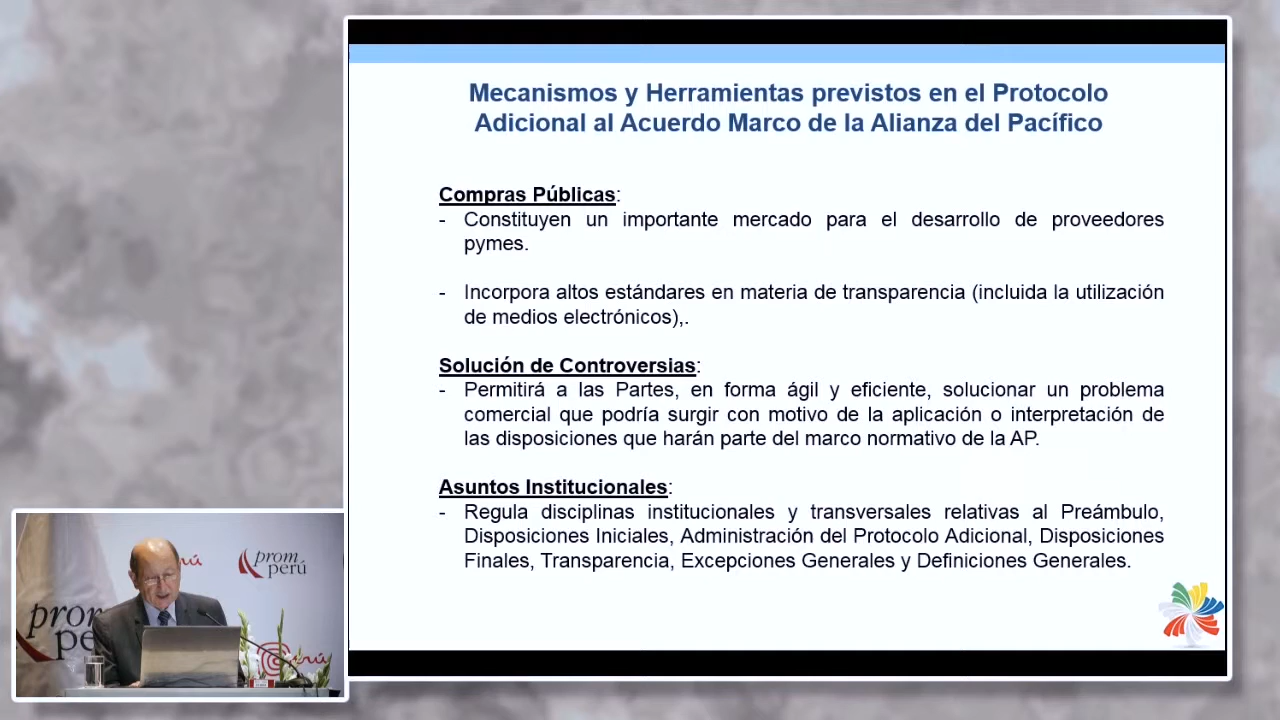 Mecanismos y Herramientas previstos en el Protocolo
Adicional al Acuerdo Marco de la Alianza del Pacífico
Compras Públicas:
- Constituyen un importante mercado para el desarrollo de proveedores
pymes.
- Incorpora altos estándares en materia de transparencia (incluida la utilización
de medios electrónicos),.
Solución de Controversias:
- Permitirá a las Partes, en forma ágil y eficiente, solucionar un problema
comercial que podría surgir con motivo de la aplicación o interpretación de
las disposiciones que harán parte del marco normativo de la AP.
Asuntos Institucionales:
- Regula disciplinas institucionales y transversales relativas al Preámbulo,
Disposiciones Iniciales, Administración del Protocolo Adicional, Disposiciones
Finales, Transparencia, Excepciones Generales y Definiciones Generales.
prom
perú
prom
pe